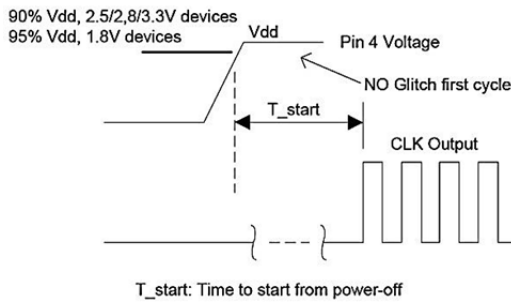 90% Vdd, 2.5/2,8/3.3V devices
95% Vdd, 1.8V devices
Vdd
Pin 4 Voltage
NO Glitch first cycle
T_start
CLK Output
T_start: Time to start from power-off